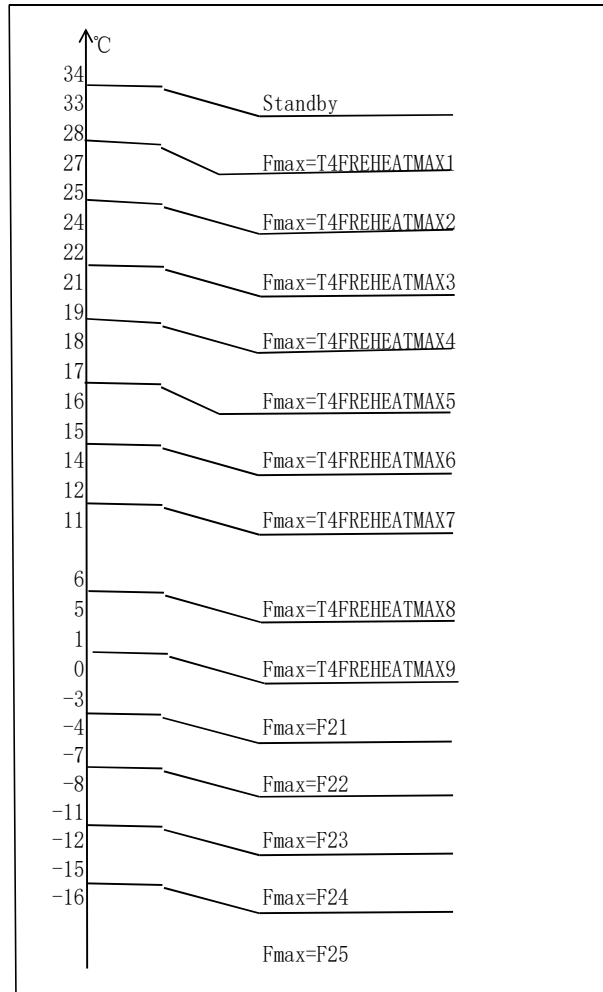 ℃
34
33
Standby
28
27
Fmax=T4FREHEATMAX1
25
24
Fmax=T4FREHEATMAX2
22
21
Fmax=T4FREHEATMAX3
19
18
Fmax=T4FREHEATMAX4
17
16
Fmax=T4FREHEATMAX5
15
14
Fmax=T4FREHEATMAX6
12
11
Fmax=T4FREHEATMAX7
6
5
Fmax=T4FREHEATMAX8
1
0
Fmax=T4FREHEATMAX9
-3
-4
Fmax=F21
-7
-8
Fmax=F22
-11
-12
Fmax=F23
-15
-16
Fmax=F24
Fmax=F25